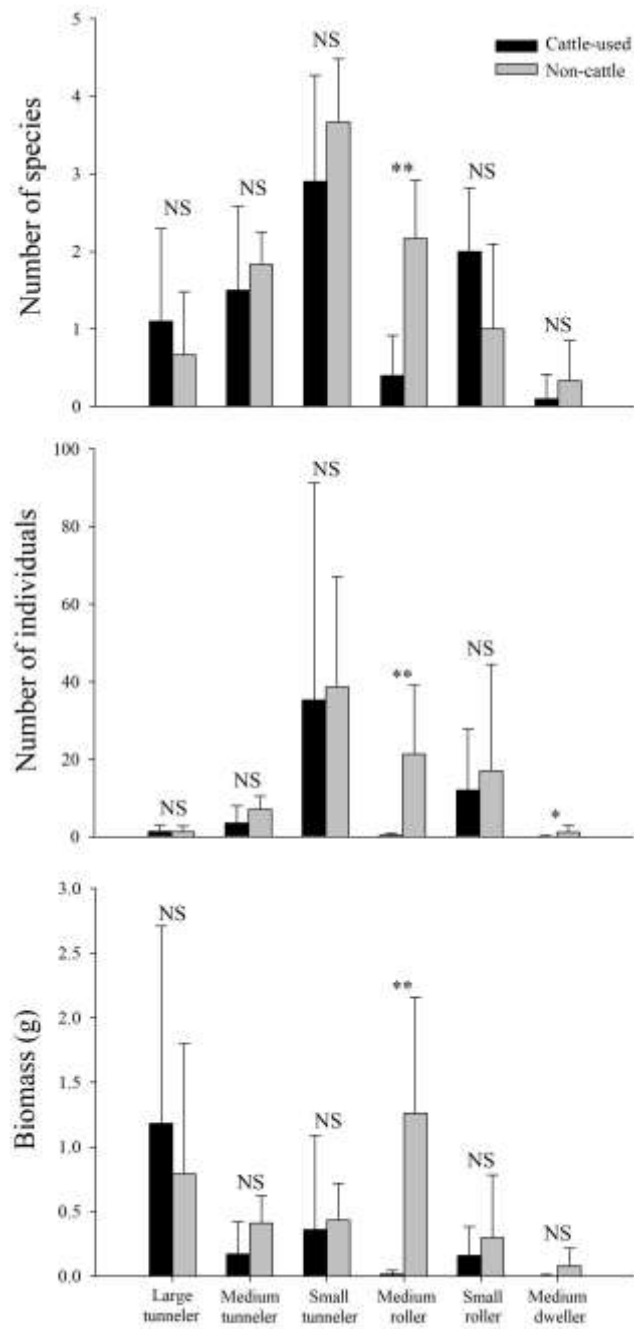 Number of species
5
4
3
2
1
0
NS
NS
NS
**
NS
NS
Cattle-used
Non-cattle
Number of individuals
100
80
60
40
20
0
NS
NS
NS
**
NS
*
Biomass (g)
3.0
2.5
2.0
1.5
1.0
0.5
0.0
NS
NS
NS
**
NS
NS
Large
tunneler
Medium
tunneler
Small
tunneler
Medium
roller
Small
roller
Medium
dweller